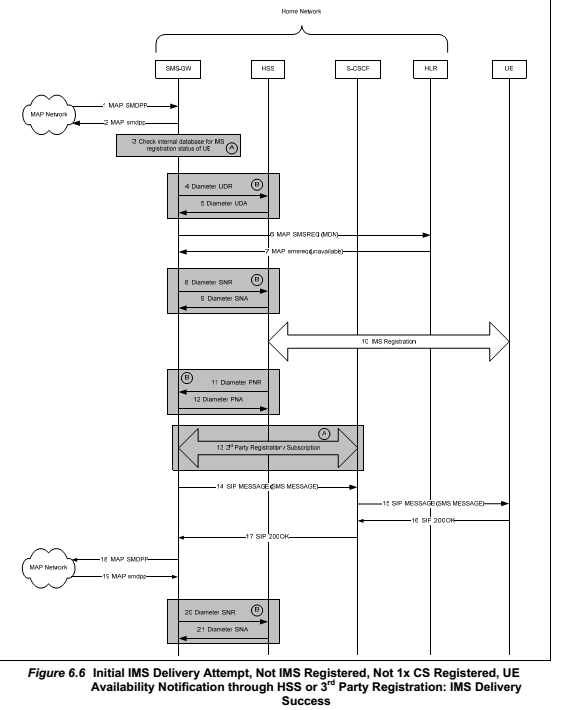 Home Network
SMS-GW
HSS
S-CSCF
HLR
UE
MAP Network
1 MAP SMDPP
2 MAP smdpp
3 Check internal database for IMS
registration status of UE
A
4 Diameter UDR
B
5 Diameter UDA
6 MAP SMSREQ (MDN)
7 MAP smsreq(unavailable)
8 Diameter SNR
B
9 Diameter SNA
10 IMS Registration
B
11 Diameter PNR
12 Diameter PNA
A
13 3rd Party Registration / Subscription
14 SIP MESSAGE(SMS MESSAGE)
15 SIP MESSAGE(SMS MESSAGE)
16 SIP 200OK
17 SIP 200OK
MAP Network
18 MAP SMDPP
19 MAP smdpp
20 Diameter SNR
B
21 Diameter SNA
Figure 6.6 Initial IMS Delivery Attempt, Not IMS Registered, Not 1x CS Registered, UE
Availability Notification through HSS or 3rd Party Registration: IMS Delivery
Success